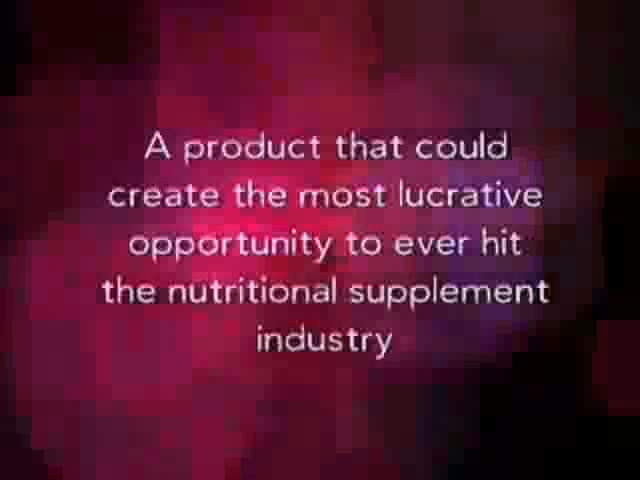 A product that could
create the most lucrative
opportunity to ever hit
the nutritional supplement
industry